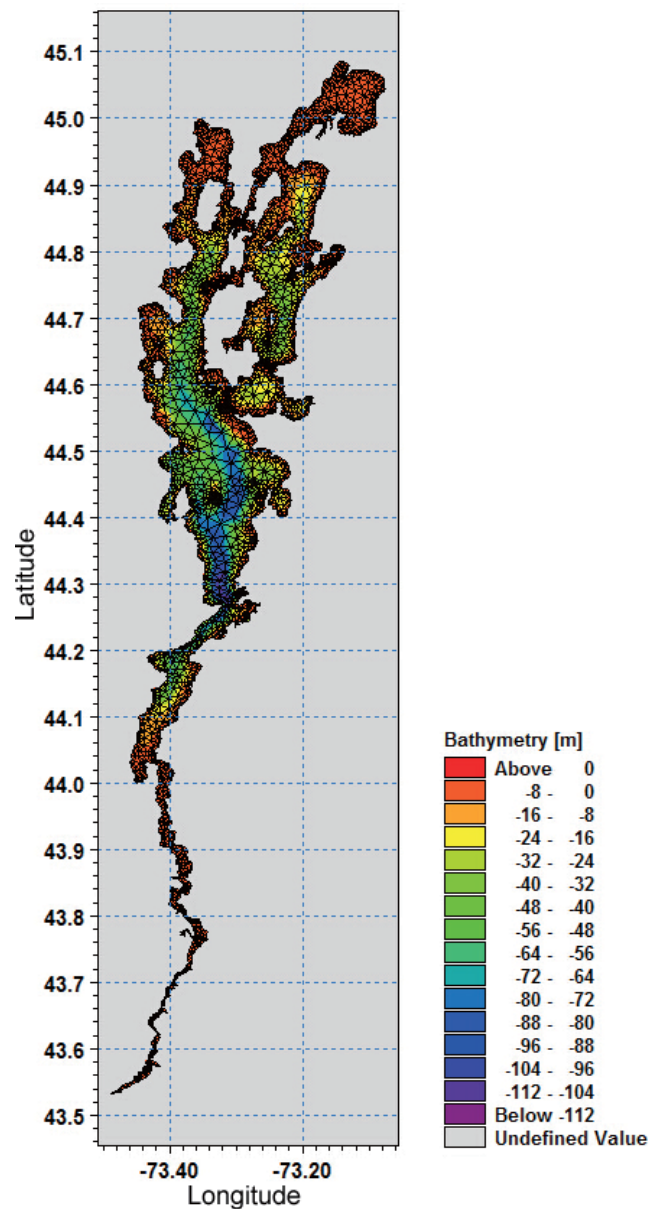 45.1
45.0
44.9
44.8
44.7
44.6
44.5
44.4
44.3
44.2
44.1
44.0
43.9
43.8
43.7
43.6
43.5
Latitude
-73.40 -73.20
Longitude
Bathymetry [m]
Above 0
-8 - 0
-16 - -8
-24 - -16
-32 - -24
-40 - -32
-48 - -40
-56 - -48
-64 - -56
-72 - -64
-80 - -72
-88 - -80
-96 - -88
-104 - -96
-112 - -104
Below -112
Undefined Value